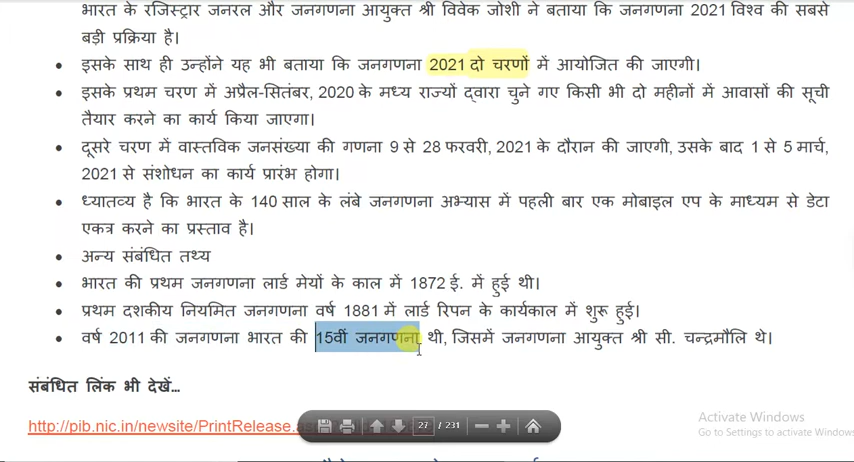 भारत के रजिस्ट्रार जनरल और जनगणना आयुक्त श्री विवेक जोशी ने बताया कि जनगणना 2021 विश्व की सबसे
बड़ी प्रक्रिया है।
• इसके साथ ही उन्होंने यह भी बताया कि जनगणना 2021 दो चरणों में आयोजित की जाएगी।
• इसके प्रथम चरण में अप्रैल-सितंबर, 2020 के मध्य राज्यों द्वारा चुने गए किसी भी दो महीनों में आवासों की सूची
तैयार करने का कार्य किया जाएगा।
• दूसरे चरण में वास्तविक जनसंख्या की गणना 9 से 28 फरवरी, 2021 के दौरान की जाएगी, उसके बाद 1 से 5 मार्च,
2021 से संशोधन का कार्य प्रारंभ होगा।
• ध्यातव्य है कि भारत के 140 साल के लंबे जनगणना अभ्यास में पहली बार एक मोबाइल एप के माध्यम से डेटा
एकत्र करने का प्रस्ताव है।
• अन्य संबंधित तथ्य
• भारत की प्रथम जनगणना लार्ड मेयों के काल में 1872 ई. में हुई थी।
• प्रथम दशकीय नियमित जनगणना वर्ष 1881 में लार्ड रिपन के कार्यकाल में शुरू हुई।
• वर्ष 2011 की जनगणना भारत की 15वीं जनगणना थी, जिसमें जनगणना आयुक्त श्री सी. चन्द्रमौलि थे।
संबंधित लिंक भी देखें...
http://pib.nic.in/newsite/PrintRelease.as
27 / 231
Activate Windows
Go to Settings to activate Windows